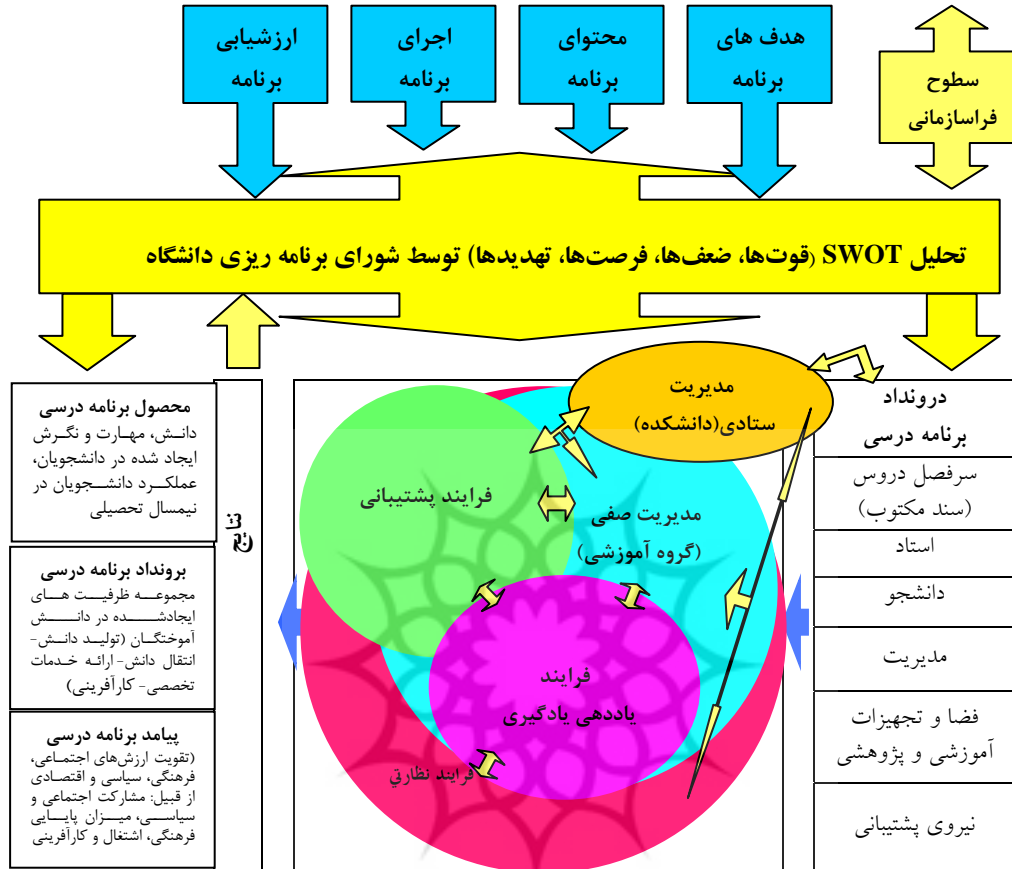 هدف های
برنامه
محتوای
برنامه
اجرای
برنامه
ارزشیابی
برنامه
سطوح
فراسازمانی
تحلیل SWOT (قوت‌ها، ضعف‌ها، فرصت‌ها، تهدیدها) توسط شورای برنامه ریزی دانشگاه
درونداد
برنامه درسی
سرفصل دروس
(سند مکتوب)
استاد
دانشجو
مدیریت
فضا و تجهیزات
آموزشی و پژوهشی
نیروی پشتیبانی
مدیریت
ستادی(دانشکده)
فرایند پشتیبانی
مدیریت صفی
(گروه آموزشی)
فرایند
یاددهی یادگیری
فرایند نظارتي
نتایج
محصول برنامه درسی
دانش، مهارت و نگرش
ایجاد شده در دانشجویان،
عملکرد دانشجویان در
نیمسال تحصیلی
برونداد برنامه درسی
مجموعه ظرفیت های
ایجادشده در دانش
آموختگان (تولید دانش-
انتقال دانش- ارائه خدمات
تخصصی- کارآفرینی)
پیامد برنامه درسی
(تقویت ارزش‌های اجتماعی،
فرهنگی، سیاسی و اقتصادی
از قبیل: مشارکت اجتماعی و
سیاسی، میزان پایایی
فرهنگی، اشتغال و کارآفرینی